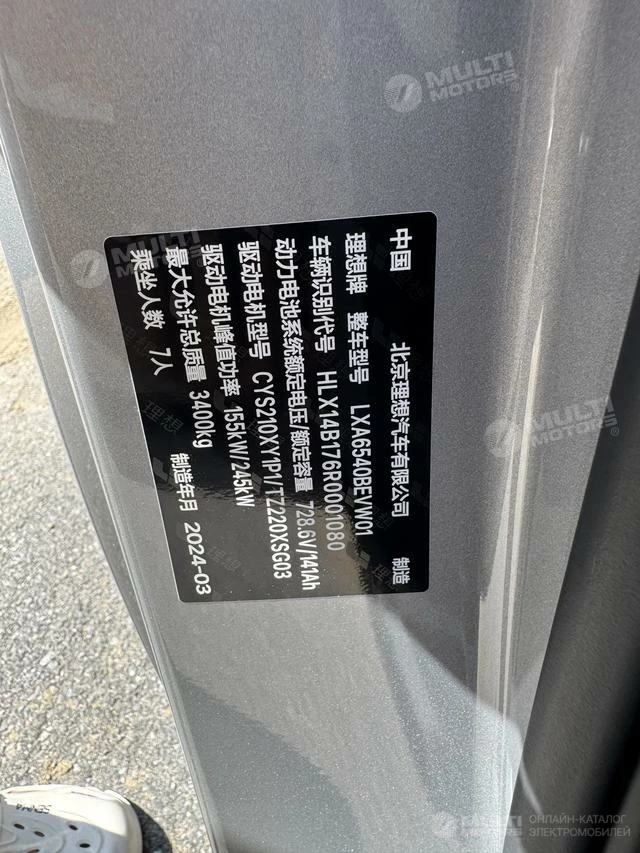 中国 北京理想汽车有限公司 制造
理想牌 整车型号 LXA6540BEVW01
车辆识别代号 HLX14B176R0001080
动力电池系统额定电压/额定容量 728.6V/141Ah
驱动电机型号 CYS210XY1P1/TZ220XSG03
驱动电机峰值功率 155kW/245kW
最大允许总质量 3400kg 制造年月 2024-03
乘坐人数 7人
MULTI
MOTORS
MULTI
MOTORS
MULTI
MOTORS
MULTI
MOTORS
ОНЛАЙН-КАТАЛОГ
ЭЛЕКТРОМОБИЛЕЙ